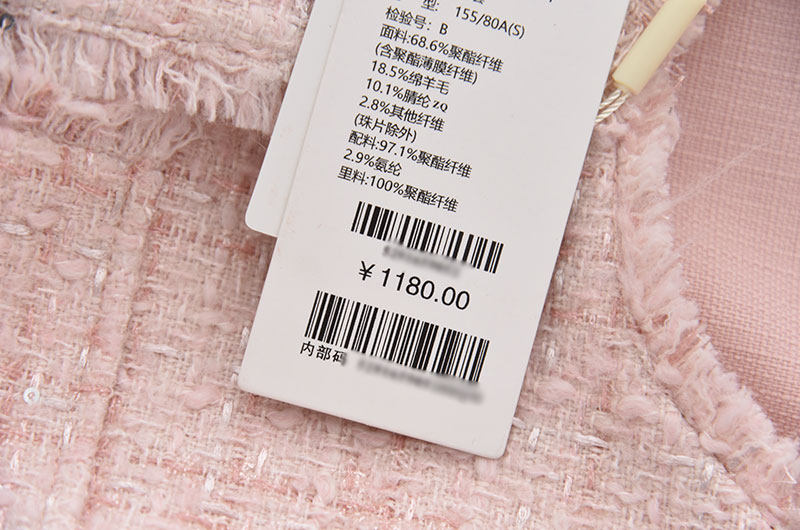 型: 155/80A(S)
检验号: B
面料:68.6%聚酯纤维
(含聚酯薄膜纤维)
18.5%绵羊毛
10.1%腈纶 ZQ
2.8%其他纤维
(珠片除外)
配料:97.1%聚酯纤维
2.9%氨纶
里料:100%聚酯纤维
¥1180.00
内部码